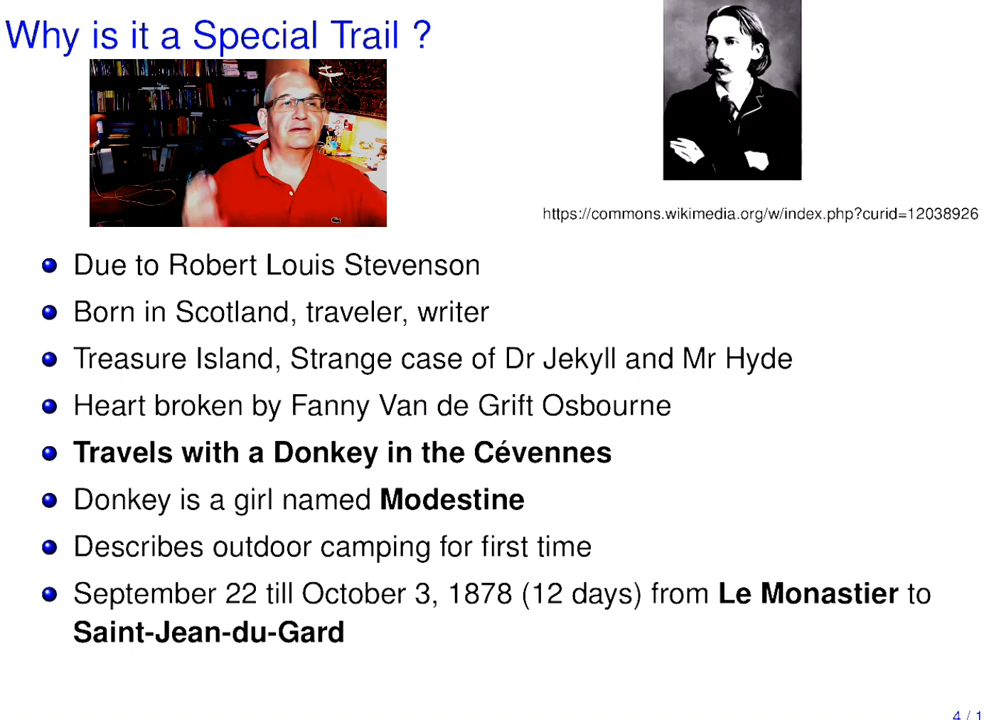 Why is it a Special Trail ?
https://commons.wikimedia.org/w/index.php?curid=12038926
Due to Robert Louis Stevenson
Born in Scotland, traveler, writer
Treasure Island, Strange case of Dr Jekyll and Mr Hyde
Heart broken by Fanny Van de Grift Osbourne
Travels with a Donkey in the Cévennes
Donkey is a girl named Modestine
Describes outdoor camping for first time
September 22 till October 3, 1878 (12 days) from Le Monastier to
Saint-Jean-du-Gard
4 / 1